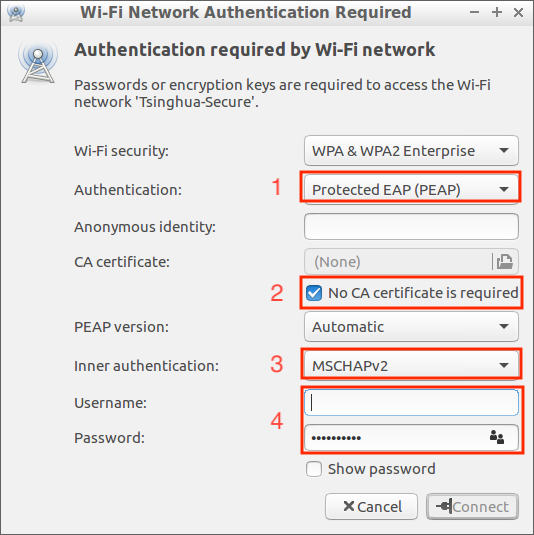 Wi-Fi Network Authentication Required
Authentication required by Wi-Fi network
Passwords or encryption keys are required to access the Wi-Fi
network 'Tsinghua-Secure'.
Wi-Fi security: WPA & WPA2 Enterprise
1 Authentication: Protected EAP (PEAP)
Anonymous identity:
CA certificate: (None)
2 No CA certificate is required
PEAP version: Automatic
3 Inner authentication: MSCHAPv2
Username:
4
Password: ••••••••••
Show password
Cancel Connect